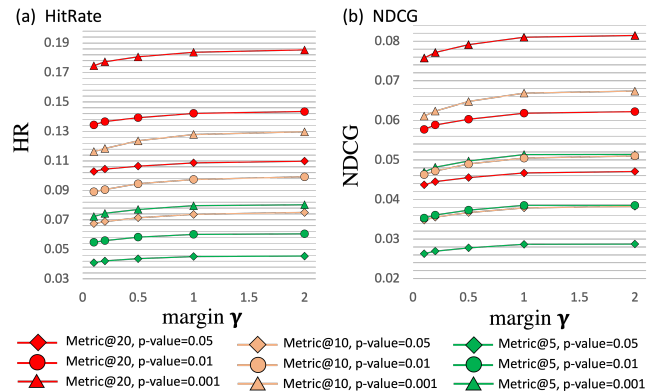 (a) HitRate
HR
0.19
0.17
0.15
0.13
0.11
0.09
0.07
0.05
0.03
0 0.5 1 1.5 2
margin γ
(b) NDCG
NDCG
0.08
0.07
0.06
0.05
0.04
0.03
0.02
0 0.5 1 1.5 2
margin γ
Metric@20, p-value=0.05
Metric@20, p-value=0.01
Metric@20, p-value=0.001
Metric@10, p-value=0.05
Metric@10, p-value=0.01
Metric@10, p-value=0.001
Metric@5, p-value=0.05
Metric@5, p-value=0.01
Metric@5, p-value=0.001